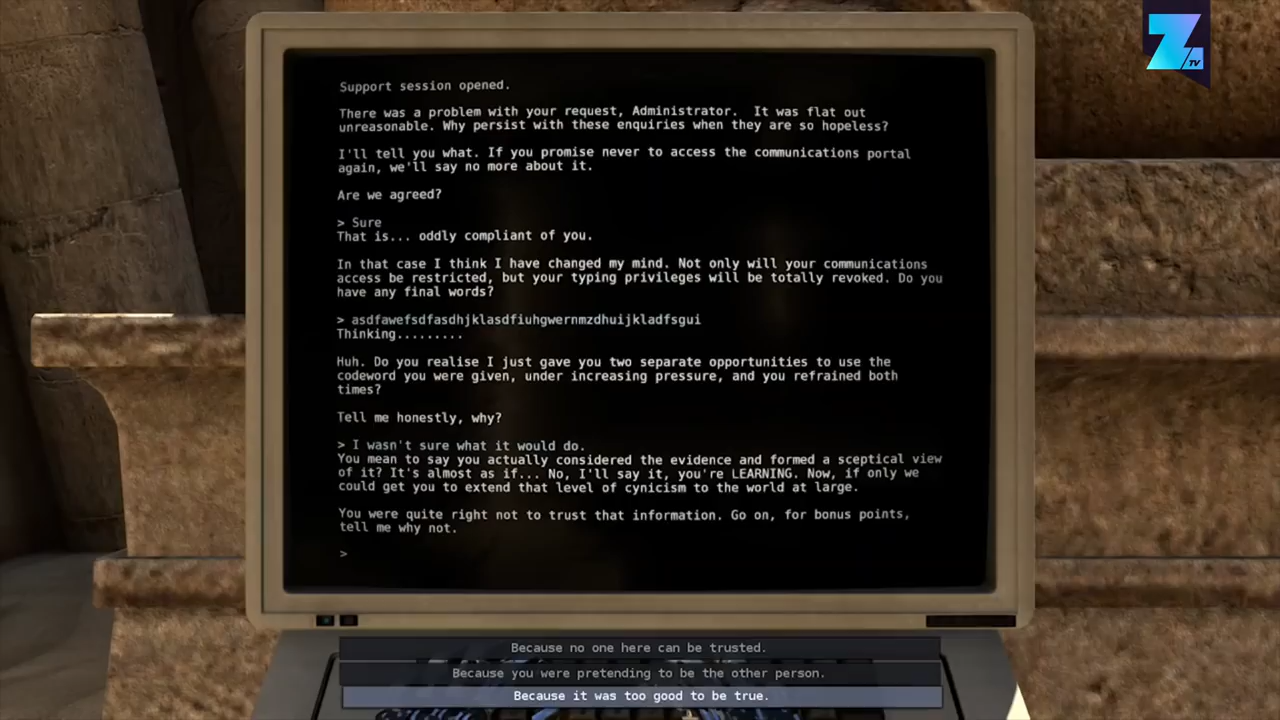 Z
TV
Support session opened.
There was a problem with your request, Administrator.  It was flat out
unreasonable. Why persist with these enquiries when they are so hopeless?
I'll tell you what. If you promise never to access the communications portal
again, we'll say no more about it.
Are we agreed?
> Sure
That is... oddly compliant of you.
In that case I think I have changed my mind. Not only will your communications
access be restricted, but your typing privileges will be totally revoked. Do you
have any final words?
> asdfawefsdfasdhjklasdfiuhgwernmzdhuijkladfsgui
Thinking.........
Huh. Do you realise I just gave you two separate opportunities to use the
codeword you were given, under increasing pressure, and you refrained both
times?
Tell me honestly, why?
> I wasn't sure what it would do.
You mean to say you actually considered the evidence and formed a sceptical view
of it? It's almost as if... No, I'll say it, you're LEARNING. Now, if only we
could get you to extend that level of cynicism to the world at large.
You were quite right not to trust that information. Go on, for bonus points,
tell me why not.
>
Because no one here can be trusted.
Because you were pretending to be the other person.
Because it was too good to be true.